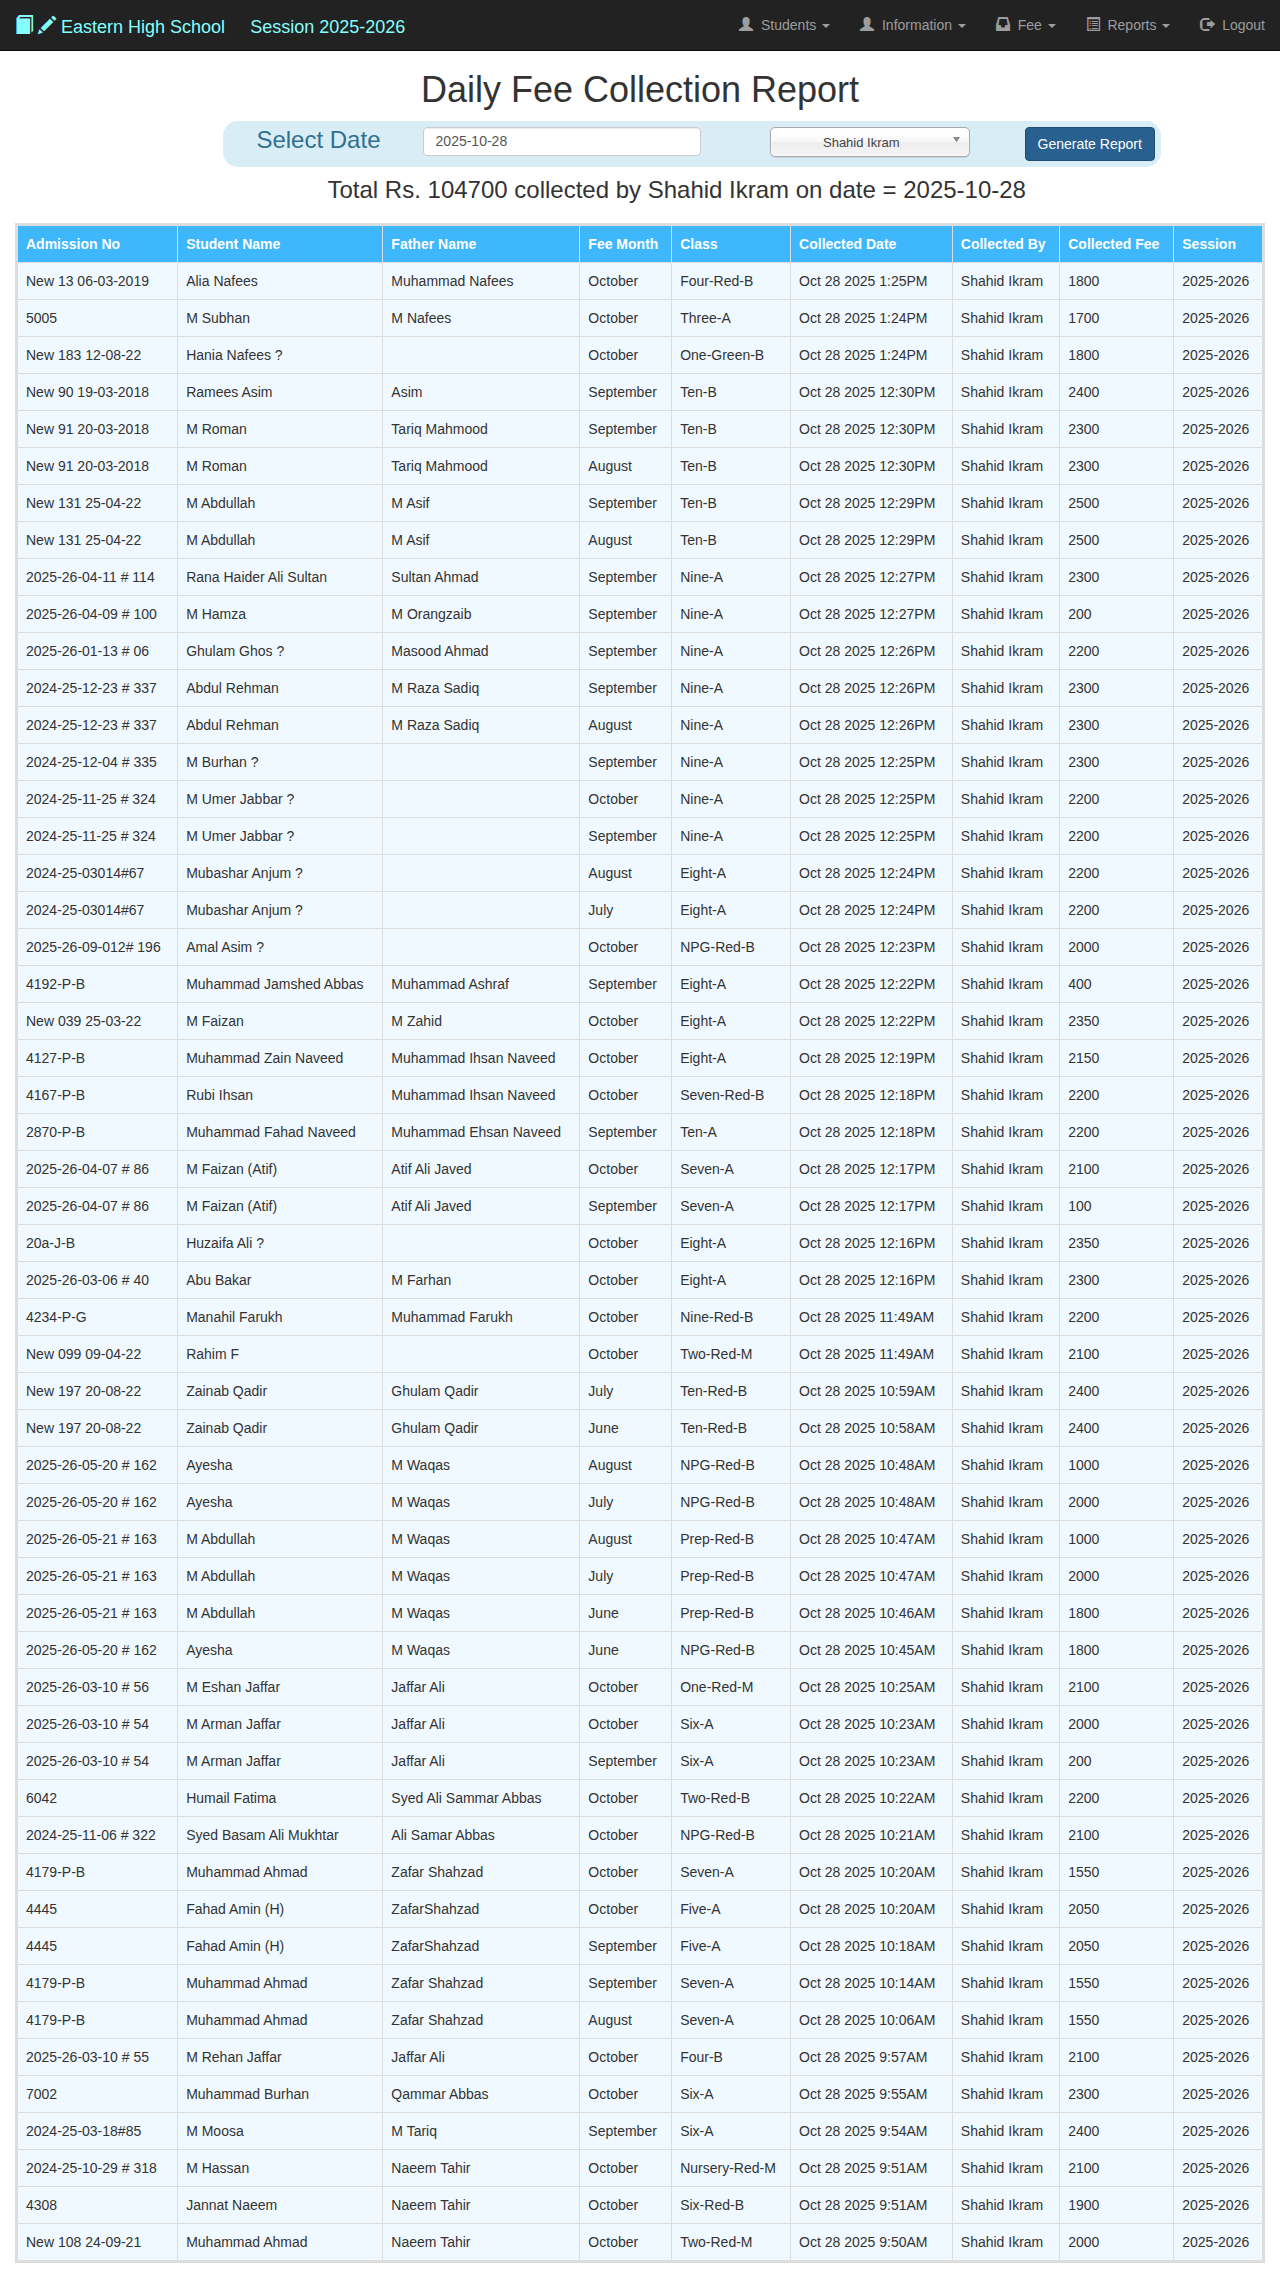 Eastern High School Session 2025-2026 Students Information Fee Reports Logout
Daily Fee Collection Report
Select Date 2025-10-28 Shahid Ikram Generate Report
Total Rs. 104700 collected by Shahid Ikram on date = 2025-10-28
Admission No Student Name Father Name Fee Month Class Collected Date Collected By Collected Fee Session
New 13 06-03-2019 Alia Nafees Muhammad Nafees October Four-Red-B Oct 28 2025 1:25PM Shahid Ikram 1800 2025-2026
5005 M Subhan M Nafees October Three-A Oct 28 2025 1:24PM Shahid Ikram 1700 2025-2026
New 183 12-08-22 Hania Nafees ? October One-Green-B Oct 28 2025 1:24PM Shahid Ikram 1800 2025-2026
New 90 19-03-2018 Ramees Asim Asim September Ten-B Oct 28 2025 12:30PM Shahid Ikram 2400 2025-2026
New 91 20-03-2018 M Roman Tariq Mahmood September Ten-B Oct 28 2025 12:30PM Shahid Ikram 2300 2025-2026
New 91 20-03-2018 M Roman Tariq Mahmood August Ten-B Oct 28 2025 12:30PM Shahid Ikram 2300 2025-2026
New 131 25-04-22 M Abdullah M Asif September Ten-B Oct 28 2025 12:29PM Shahid Ikram 2500 2025-2026
New 131 25-04-22 M Abdullah M Asif August Ten-B Oct 28 2025 12:29PM Shahid Ikram 2500 2025-2026
2025-26-04-11 # 114 Rana Haider Ali Sultan Sultan Ahmad September Nine-A Oct 28 2025 12:27PM Shahid Ikram 2300 2025-2026
2025-26-04-09 # 100 M Hamza M Orangzaib September Nine-A Oct 28 2025 12:27PM Shahid Ikram 200 2025-2026
2025-26-01-13 # 06 Ghulam Ghos ? Masood Ahmad September Nine-A Oct 28 2025 12:26PM Shahid Ikram 2200 2025-2026
2024-25-12-23 # 337 Abdul Rehman M Raza Sadiq September Nine-A Oct 28 2025 12:26PM Shahid Ikram 2300 2025-2026
2024-25-12-23 # 337 Abdul Rehman M Raza Sadiq August Nine-A Oct 28 2025 12:26PM Shahid Ikram 2300 2025-2026
2024-25-12-04 # 335 M Burhan ? September Nine-A Oct 28 2025 12:25PM Shahid Ikram 2300 2025-2026
2024-25-11-25 # 324 M Umer Jabbar ? October Nine-A Oct 28 2025 12:25PM Shahid Ikram 2200 2025-2026
2024-25-11-25 # 324 M Umer Jabbar ? September Nine-A Oct 28 2025 12:25PM Shahid Ikram 2200 2025-2026
2024-25-03014#67 Mubashar Anjum ? August Eight-A Oct 28 2025 12:24PM Shahid Ikram 2200 2025-2026
2024-25-03014#67 Mubashar Anjum ? July Eight-A Oct 28 2025 12:24PM Shahid Ikram 2200 2025-2026
2025-26-09-012# 196 Amal Asim ? October NPG-Red-B Oct 28 2025 12:23PM Shahid Ikram 2000 2025-2026
4192-P-B Muhammad Jamshed Abbas Muhammad Ashraf September Eight-A Oct 28 2025 12:22PM Shahid Ikram 400 2025-2026
New 039 25-03-22 M Faizan M Zahid October Eight-A Oct 28 2025 12:22PM Shahid Ikram 2350 2025-2026
4127-P-B Muhammad Zain Naveed Muhammad Ihsan Naveed October Eight-A Oct 28 2025 12:19PM Shahid Ikram 2150 2025-2026
4167-P-B Rubi Ihsan Muhammad Ihsan Naveed October Seven-Red-B Oct 28 2025 12:18PM Shahid Ikram 2200 2025-2026
2870-P-B Muhammad Fahad Naveed Muhammad Ehsan Naveed September Ten-A Oct 28 2025 12:18PM Shahid Ikram 2200 2025-2026
2025-26-04-07 # 86 M Faizan (Atif) Atif Ali Javed October Seven-A Oct 28 2025 12:17PM Shahid Ikram 2100 2025-2026
2025-26-04-07 # 86 M Faizan (Atif) Atif Ali Javed September Seven-A Oct 28 2025 12:17PM Shahid Ikram 100 2025-2026
20a-J-B Huzaifa Ali ? October Eight-A Oct 28 2025 12:16PM Shahid Ikram 2350 2025-2026
2025-26-03-06 # 40 Abu Bakar M Farhan October Eight-A Oct 28 2025 12:16PM Shahid Ikram 2300 2025-2026
4234-P-G Manahil Farukh Muhammad Farukh October Nine-Red-B Oct 28 2025 11:49AM Shahid Ikram 2200 2025-2026
New 099 09-04-22 Rahim F October Two-Red-M Oct 28 2025 11:49AM Shahid Ikram 2100 2025-2026
New 197 20-08-22 Zainab Qadir Ghulam Qadir July Ten-Red-B Oct 28 2025 10:59AM Shahid Ikram 2400 2025-2026
New 197 20-08-22 Zainab Qadir Ghulam Qadir June Ten-Red-B Oct 28 2025 10:58AM Shahid Ikram 2400 2025-2026
2025-26-05-20 # 162 Ayesha M Waqas August NPG-Red-B Oct 28 2025 10:48AM Shahid Ikram 1000 2025-2026
2025-26-05-20 # 162 Ayesha M Waqas July NPG-Red-B Oct 28 2025 10:48AM Shahid Ikram 2000 2025-2026
2025-26-05-21 # 163 M Abdullah M Waqas August Prep-Red-B Oct 28 2025 10:47AM Shahid Ikram 1000 2025-2026
2025-26-05-21 # 163 M Abdullah M Waqas July Prep-Red-B Oct 28 2025 10:47AM Shahid Ikram 2000 2025-2026
2025-26-05-21 # 163 M Abdullah M Waqas June Prep-Red-B Oct 28 2025 10:46AM Shahid Ikram 1800 2025-2026
2025-26-05-20 # 162 Ayesha M Waqas June NPG-Red-B Oct 28 2025 10:45AM Shahid Ikram 1800 2025-2026
2025-26-03-10 # 56 M Eshan Jaffar Jaffar Ali October One-Red-M Oct 28 2025 10:25AM Shahid Ikram 2100 2025-2026
2025-26-03-10 # 54 M Arman Jaffar Jaffar Ali October Six-A Oct 28 2025 10:23AM Shahid Ikram 2000 2025-2026
2025-26-03-10 # 54 M Arman Jaffar Jaffar Ali September Six-A Oct 28 2025 10:23AM Shahid Ikram 200 2025-2026
6042 Humail Fatima Syed Ali Sammar Abbas October Two-Red-B Oct 28 2025 10:22AM Shahid Ikram 2200 2025-2026
2024-25-11-06 # 322 Syed Basam Ali Mukhtar Ali Samar Abbas October NPG-Red-B Oct 28 2025 10:21AM Shahid Ikram 2100 2025-2026
4179-P-B Muhammad Ahmad Zafar Shahzad October Seven-A Oct 28 2025 10:20AM Shahid Ikram 1550 2025-2026
4445 Fahad Amin (H) ZafarShahzad October Five-A Oct 28 2025 10:20AM Shahid Ikram 2050 2025-2026
4445 Fahad Amin (H) ZafarShahzad September Five-A Oct 28 2025 10:18AM Shahid Ikram 2050 2025-2026
4179-P-B Muhammad Ahmad Zafar Shahzad September Seven-A Oct 28 2025 10:14AM Shahid Ikram 1550 2025-2026
4179-P-B Muhammad Ahmad Zafar Shahzad August Seven-A Oct 28 2025 10:06AM Shahid Ikram 1550 2025-2026
2025-26-03-10 # 55 M Rehan Jaffar Jaffar Ali October Four-B Oct 28 2025 9:57AM Shahid Ikram 2100 2025-2026
7002 Muhammad Burhan Qammar Abbas October Six-A Oct 28 2025 9:55AM Shahid Ikram 2300 2025-2026
2024-25-03-18#85 M Moosa M Tariq September Six-A Oct 28 2025 9:54AM Shahid Ikram 2400 2025-2026
2024-25-10-29 # 318 M Hassan Naeem Tahir October Nursery-Red-M Oct 28 2025 9:51AM Shahid Ikram 2100 2025-2026
4308 Jannat Naeem Naeem Tahir October Six-Red-B Oct 28 2025 9:51AM Shahid Ikram 1900 2025-2026
New 108 24-09-21 Muhammad Ahmad Naeem Tahir October Two-Red-M Oct 28 2025 9:50AM Shahid Ikram 2000 2025-2026